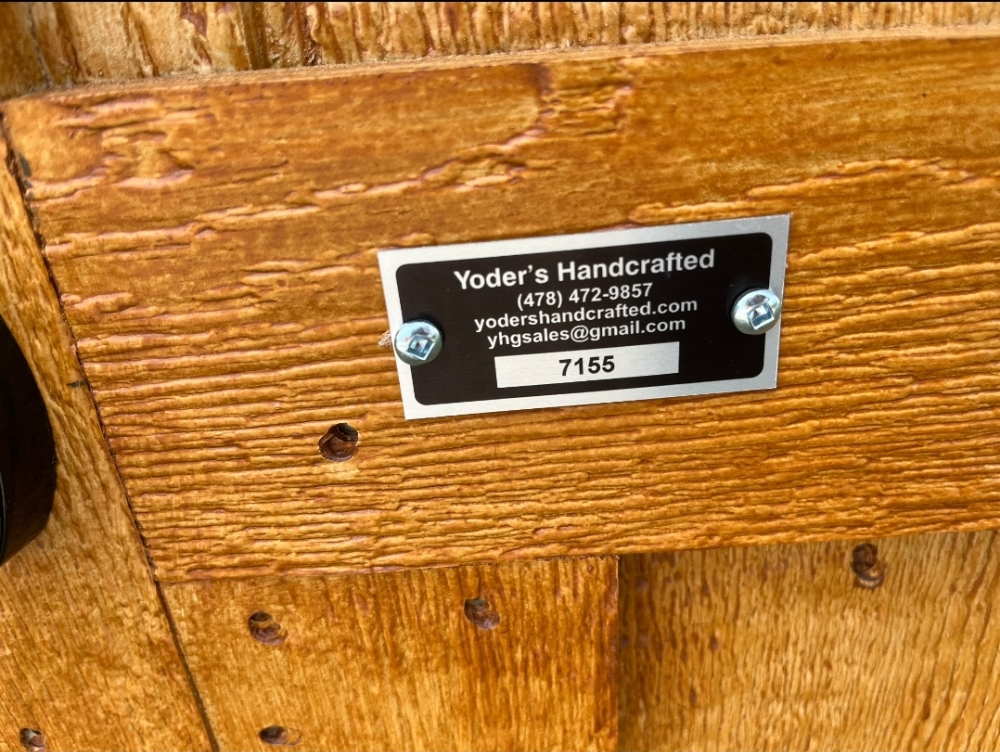 Yoder's Handcrafted
(478) 472-9857
yodershandcrafted.com
yhgsales@gmail.com
7155